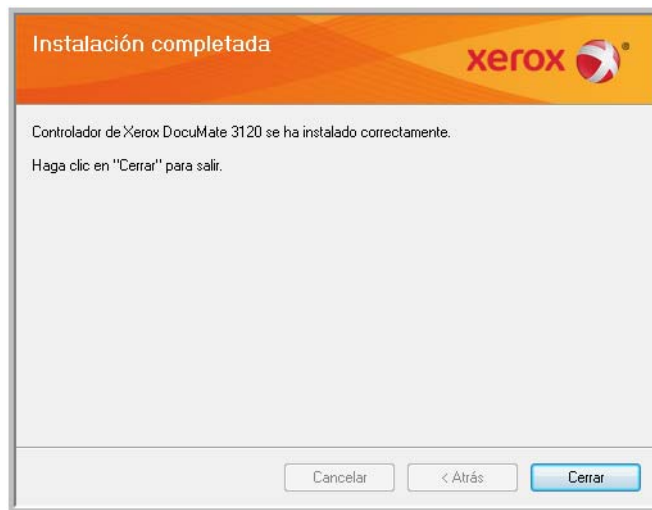 Instalación completada
xerox
Controlador de Xerox DocuMate 3120 se ha instalado correctamente.
Haga clic en "Cerrar" para salir.
Cancelar
< Atrás
Cerrar